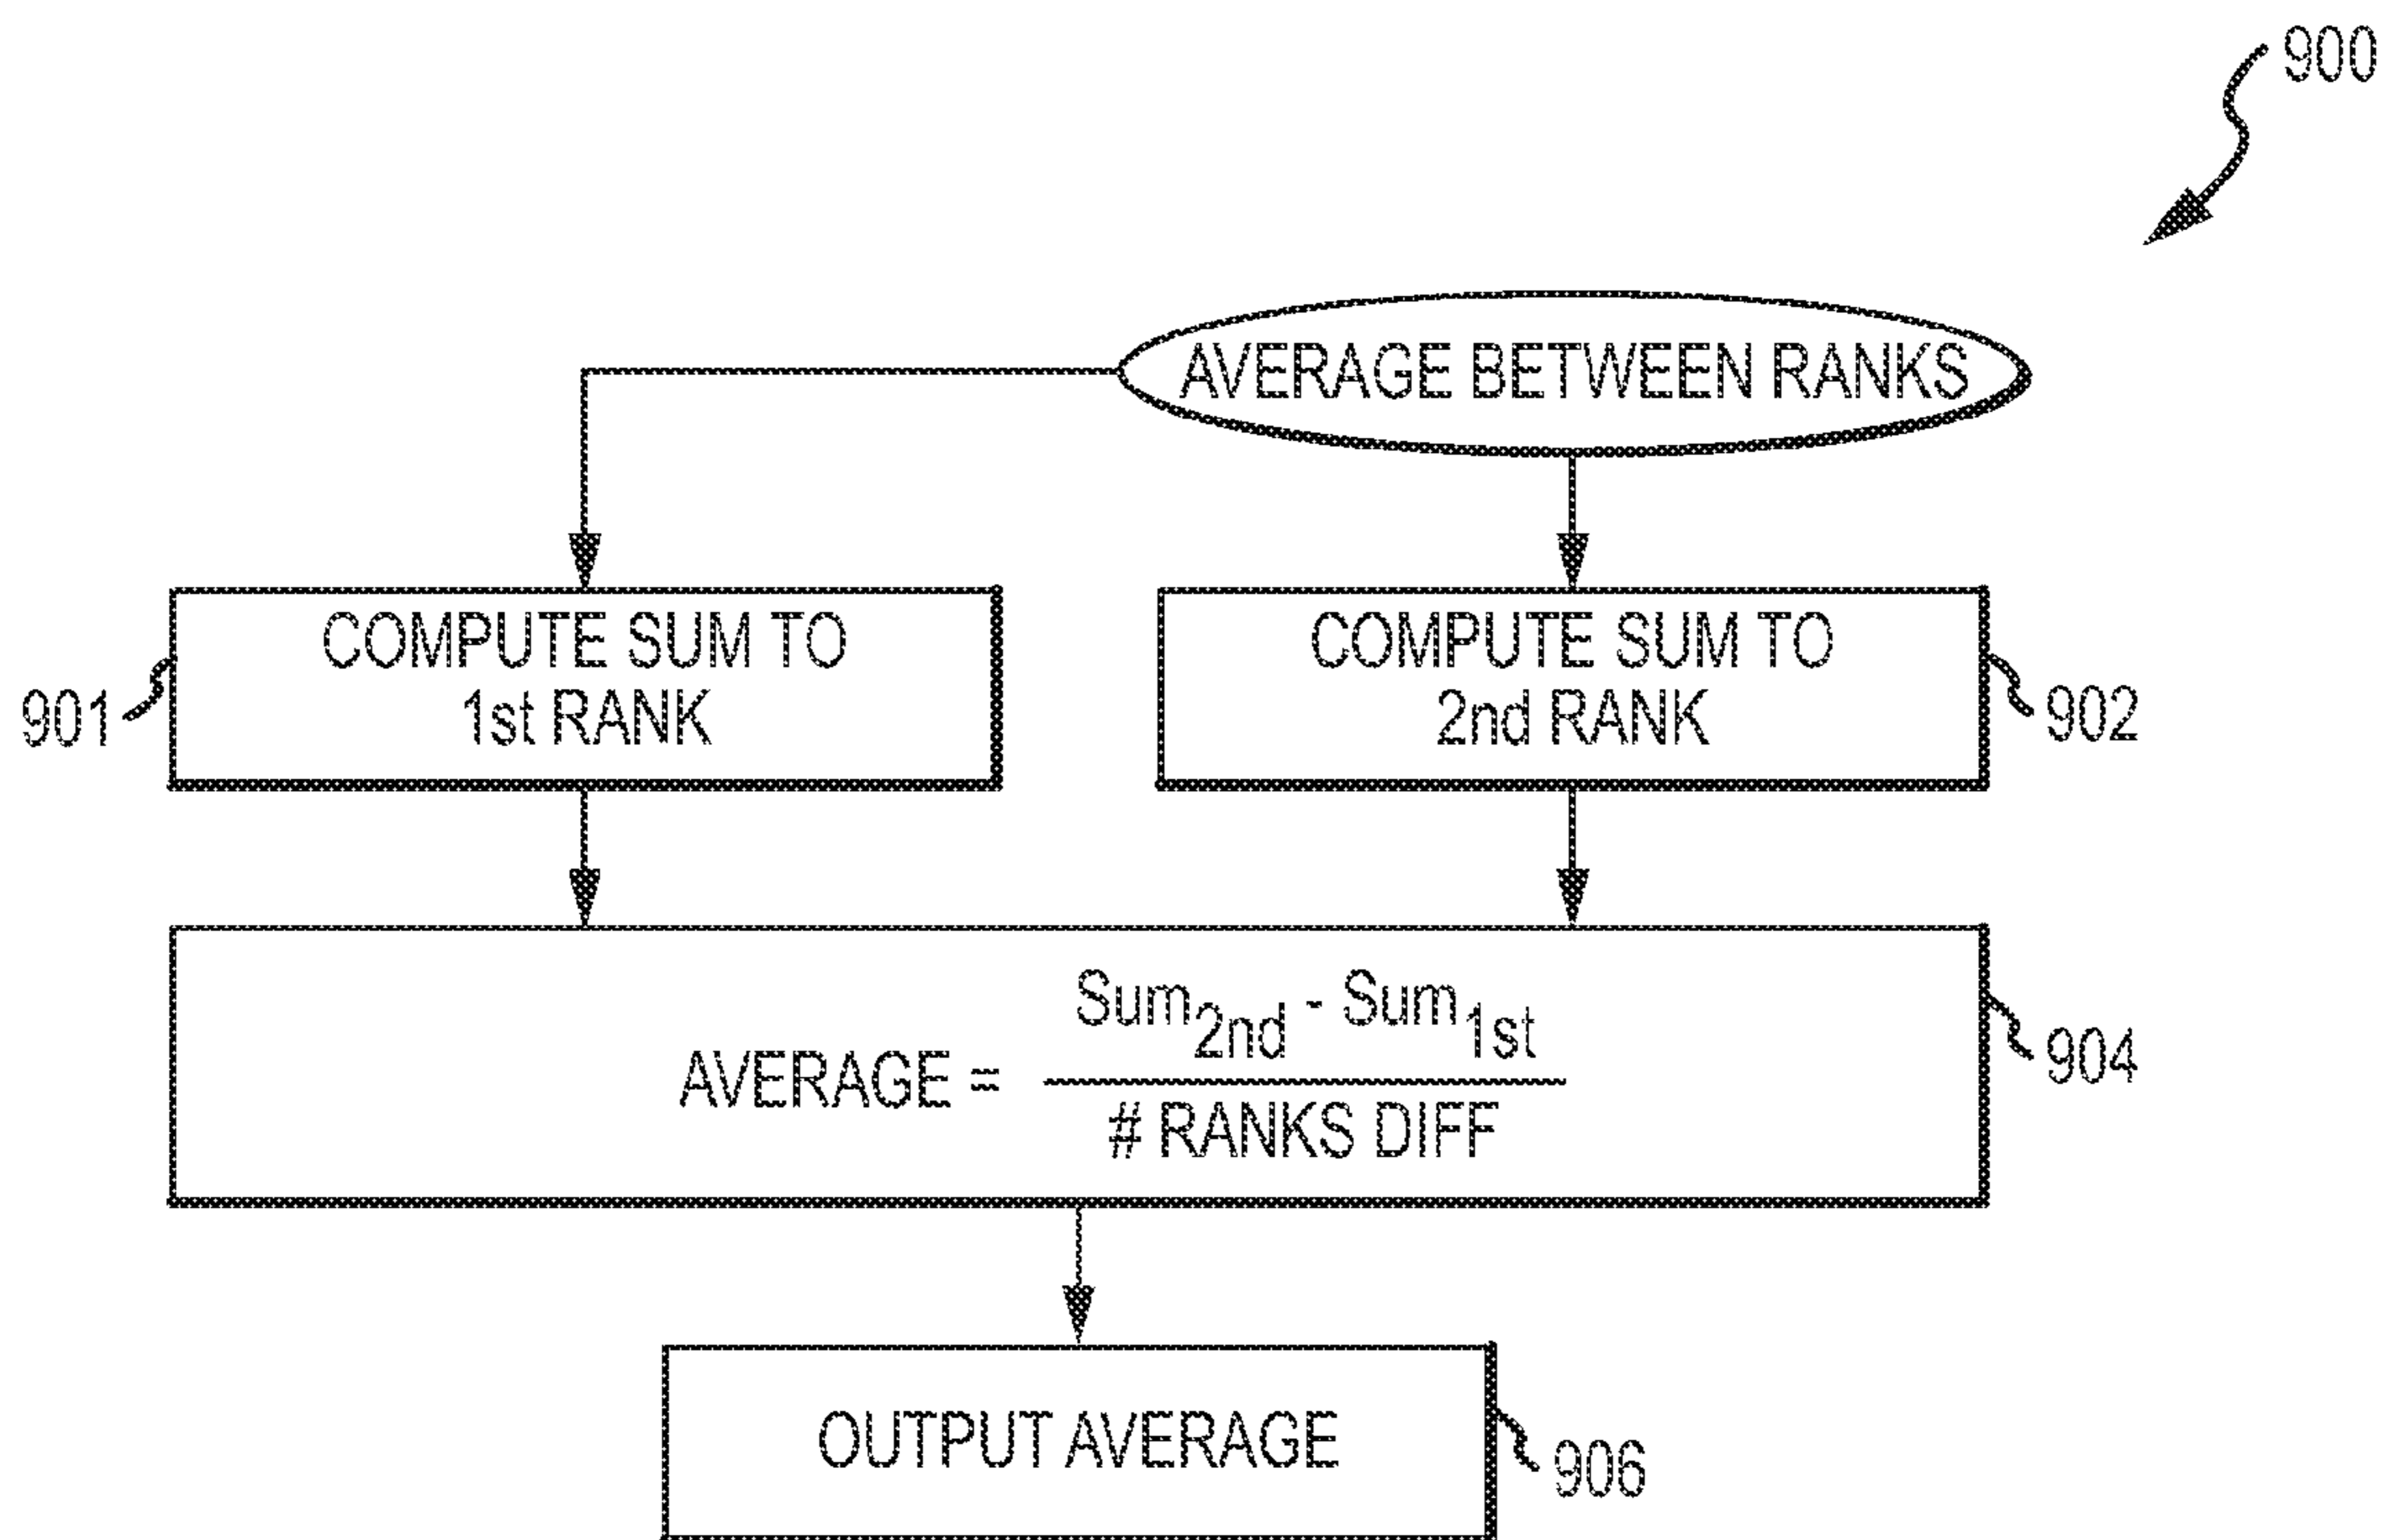 900
AVERAGE BETWEEN RANKS
COMPUTE SUM TO
1st RANK
901
COMPUTE SUM TO
2nd RANK
902
Sum2nd - Sum1st
AVERAGE =
# RANKS DIFF
904
OUTPUT AVERAGE
906